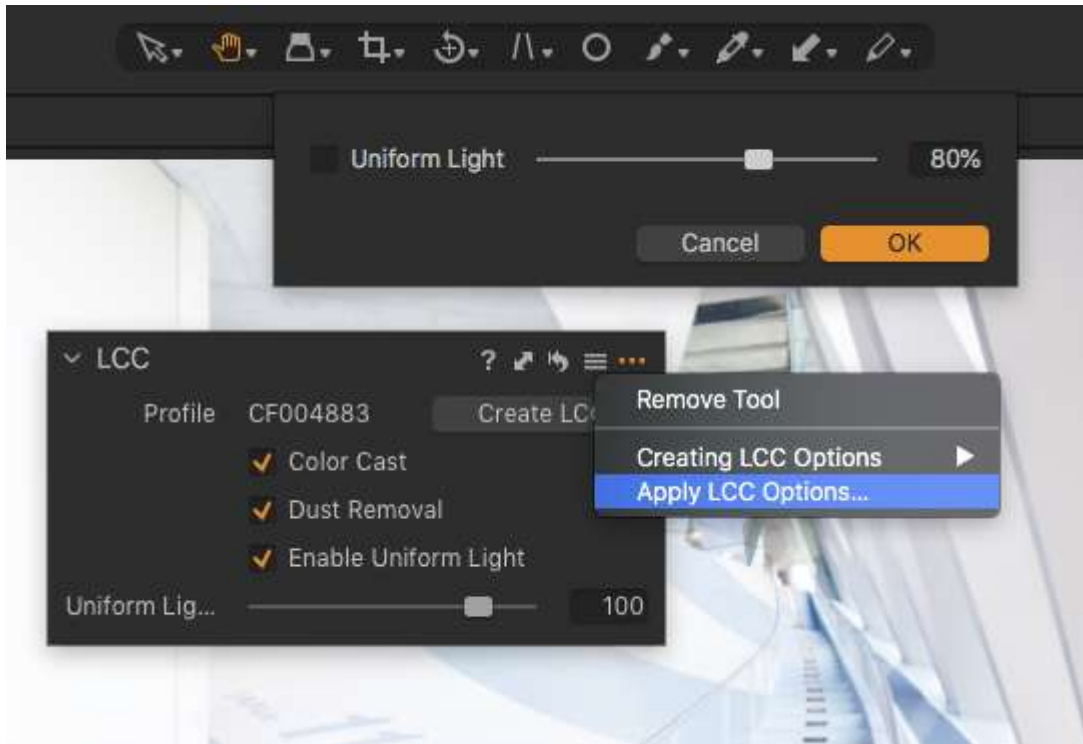 Uniform Light 80%
Cancel OK
LCC ?
Profile CF004883 Create LC
Color Cast
Dust Removal
Enable Uniform Light
Uniform Lig... 100
Remove Tool
Creating LCC Options
Apply LCC Options...